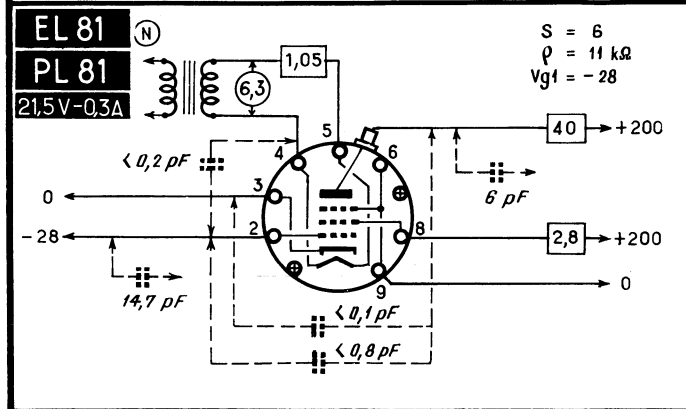 EL 81
N
PL 81
21,5V-0,3A
S = 6
ρ = 11 kΩ
Vg1 = -28
1,05
6,3
5
4
6
40
+200
< 0,2 pF
6 pF
0
3
-28
2
8
2,8
+200
9
0
14,7 pF
< 0,1 pF
< 0,8 pF